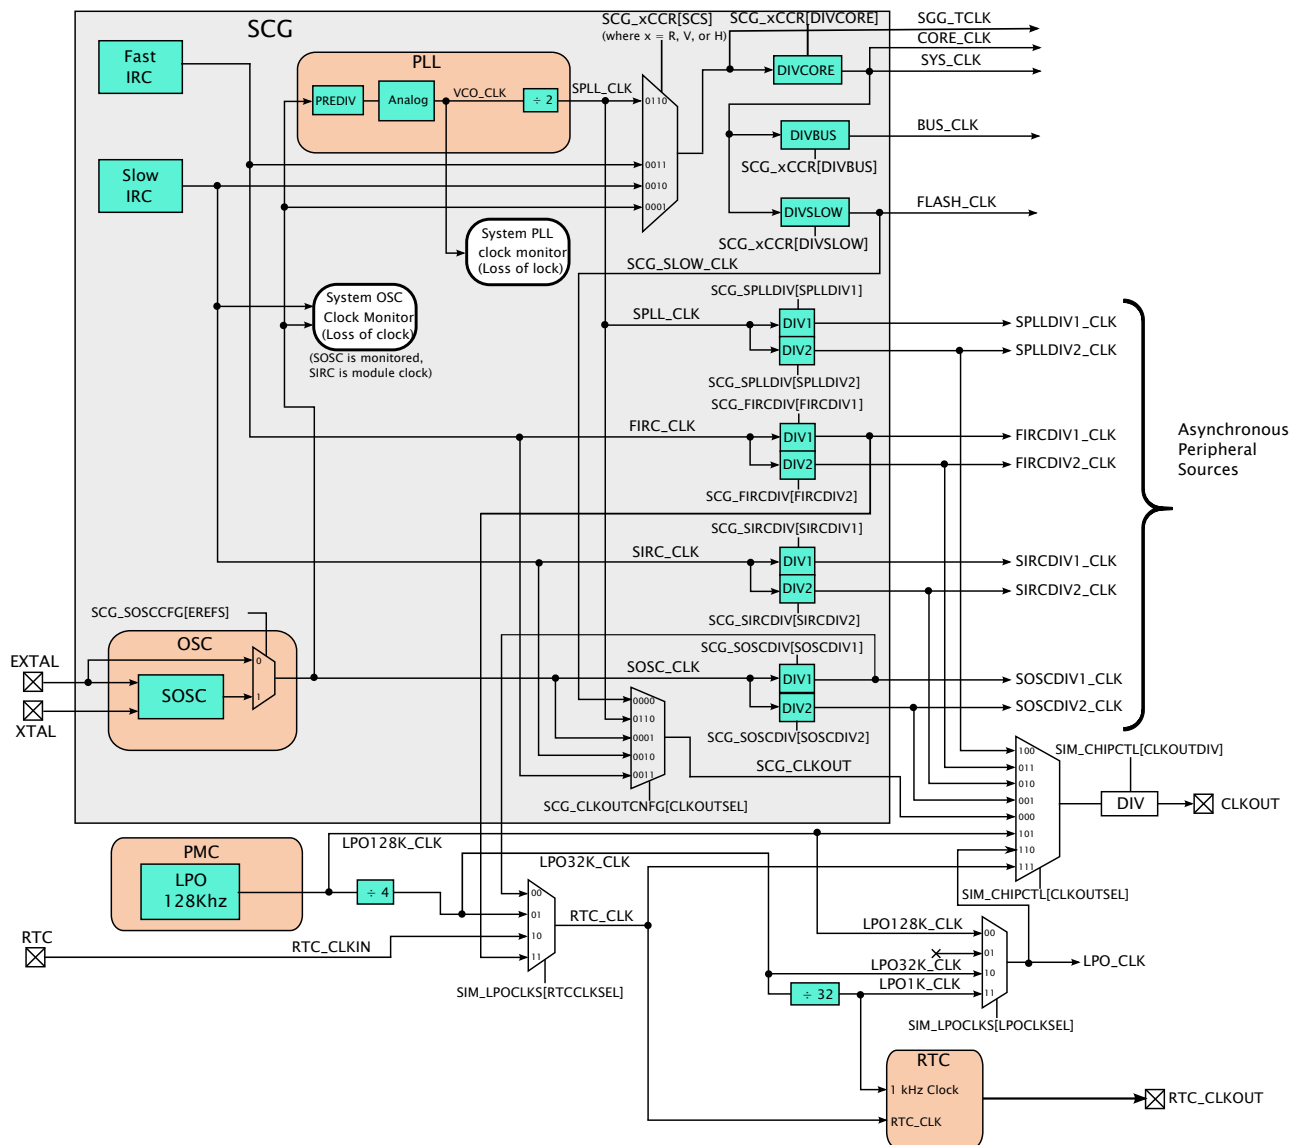 SCG
Fast
IRC
Slow
IRC
PLL
PREDIV
Analog
VCO_CLK
÷ 2
SPLL_CLK
SCG_xCCR[SCS]
(where x = R, V, or H)
SCG_xCCR[DIVCORE]
0110
0011
0010
0001
DIVCORE
DIVBUS
SCG_xCCR[DIVBUS]
DIVSLOW
SCG_xCCR[DIVSLOW]
SGG_TCLK
CORE_CLK
SYS_CLK
BUS_CLK
FLASH_CLK
System PLL
clock monitor
(Loss of lock)
SCG_SLOW_CLK
System OSC
Clock Monitor
(Loss of clock)
(SOSC is monitored,
SIRC is module clock)
SCG_SPLLDIV[SPLLDIV1]
SPLL_CLK
DIV1
DIV2
SCG_SPLLDIV[SPLLDIV2]
SPLLDIV1_CLK
SPLLDIV2_CLK
SCG_FIRCDIV[FIRCDIV1]
FIRC_CLK
DIV1
DIV2
SCG_FIRCDIV[FIRCDIV2]
FIRCDIV1_CLK
FIRCDIV2_CLK
Asynchronous
Peripheral
Sources
SCG_SIRCDIV[SIRCDIV1]
SIRC_CLK
DIV1
DIV2
SCG_SIRCDIV[SIRCDIV2]
SIRCDIV1_CLK
SIRCDIV2_CLK
SCG_SOSCCFG[EREFS]
OSC
EXTAL
XTAL
SOSC
0
1
SCG_SOSCDIV[SOSCDIV1]
SOSC_CLK
DIV1
DIV2
SCG_SOSCDIV[SOSCDIV2]
SOSCDIV1_CLK
SOSCDIV2_CLK
0000
0110
0001
0010
0011
SCG_CLKOUT
SCG_CLKOUTCNFG[CLKOUTSEL]
SIM_CHIPCTL[CLKOUTDIV]
100
011
010
001
000
101
110
111
DIV
CLKOUT
SIM_CHIPCTL[CLKOUTSEL]
PMC
LPO
128Khz
LPO128K_CLK
÷ 4
LPO32K_CLK
RTC
RTC_CLKIN
00
01
10
11
RTC_CLK
SIM_LPOCLKS[RTCCLKSEL]
LPO128K_CLK
LPO32K_CLK
LPO1K_CLK
÷ 32
00
01
10
11
LPO_CLK
SIM_LPOCLKS[LPOCLKSEL]
RTC
1 kHz Clock
RTC_CLK
RTC_CLKOUT